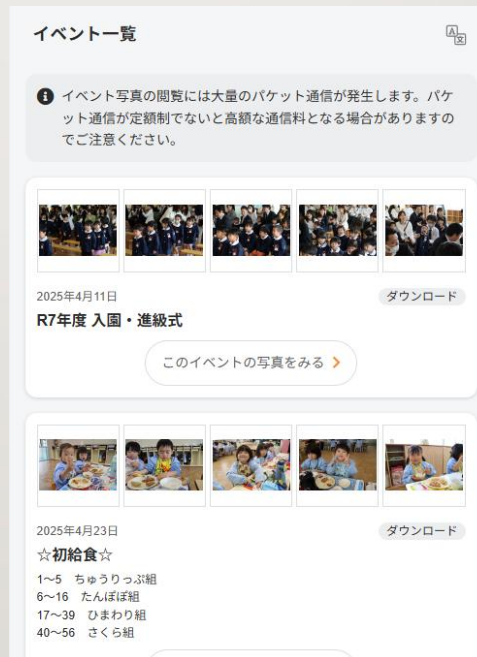 イベント一覧
イベント写真の閲覧には大量のパケット通信が発生します。パケ
ット通信が定額制でないと高額な通信料となる場合がありますの
でご注意ください。
2025年4月11日
ダウンロード
R7年度 入園・進級式
このイベントの写真をみる
2025年4月23日
ダウンロード
☆初給食☆
1〜5　ちゅうりっぷ組
6〜16　たんぽぽ組
17〜39　ひまわり組
40〜56　さくら組